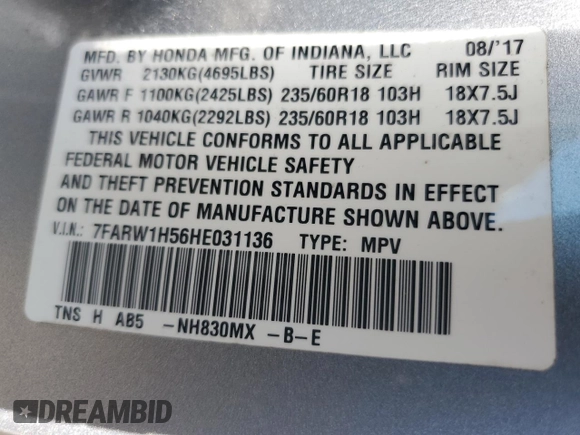 MFD. BY HONDA MFG. OF INDIANA, LLC 08/'17
GVWR 2130KG(4695LBS) TIRE SIZE RIM SIZE
GAWR F 1100KG(2425LBS) 235/60R18 103H 18X7.5J
GAWR R 1040KG(2292LBS) 235/60R18 103H 18X7.5J
THIS VEHICLE CONFORMS TO ALL APPLICABLE
FEDERAL MOTOR VEHICLE SAFETY
AND THEFT PREVENTION STANDARDS IN EFFECT
ON THE DATE OF MANUFACTURE SHOWN ABOVE.
V.I.N.: 7FARW1H56HE031136 TYPE: MPV
TNS H AB5 -NH830MX -B-E
DREAMBID